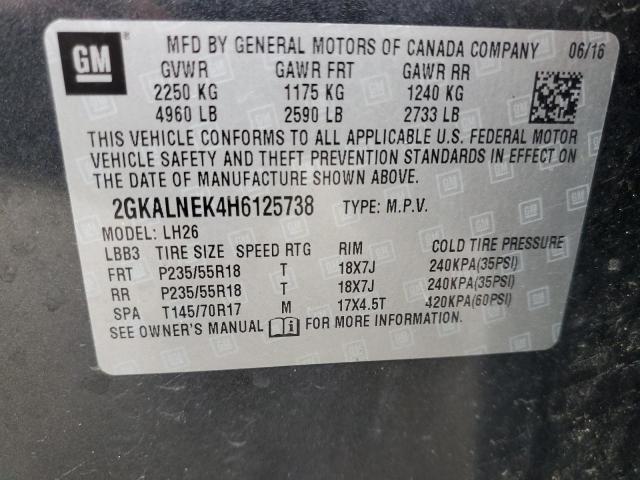 GM ® MFD BY GENERAL MOTORS OF CANADA COMPANY 06/16
GVWR GAWR FRT GAWR RR
2250 KG 1175 KG 1240 KG
4960 LB 2590 LB 2733 LB
THIS VEHICLE CONFORMS TO ALL APPLICABLE U.S. FEDERAL MOTOR
VEHICLE SAFETY AND THEFT PREVENTION STANDARDS IN EFFECT ON
THE DATE OF MANUFACTURE SHOWN ABOVE.
2GKALNEK4H6125738 TYPE: M.P.V.
MODEL: LH26
LBB3 TIRE SIZE SPEED RTG RIM COLD TIRE PRESSURE
FRT P235/55R18 T 18X7J 240KPA(35PSI)
RR P235/55R18 T 18X7J 240KPA(35PSI)
SPA T145/70R17 M 17X4.5T 420KPA(60PSI)
SEE OWNER'S MANUAL FOR MORE INFORMATION.